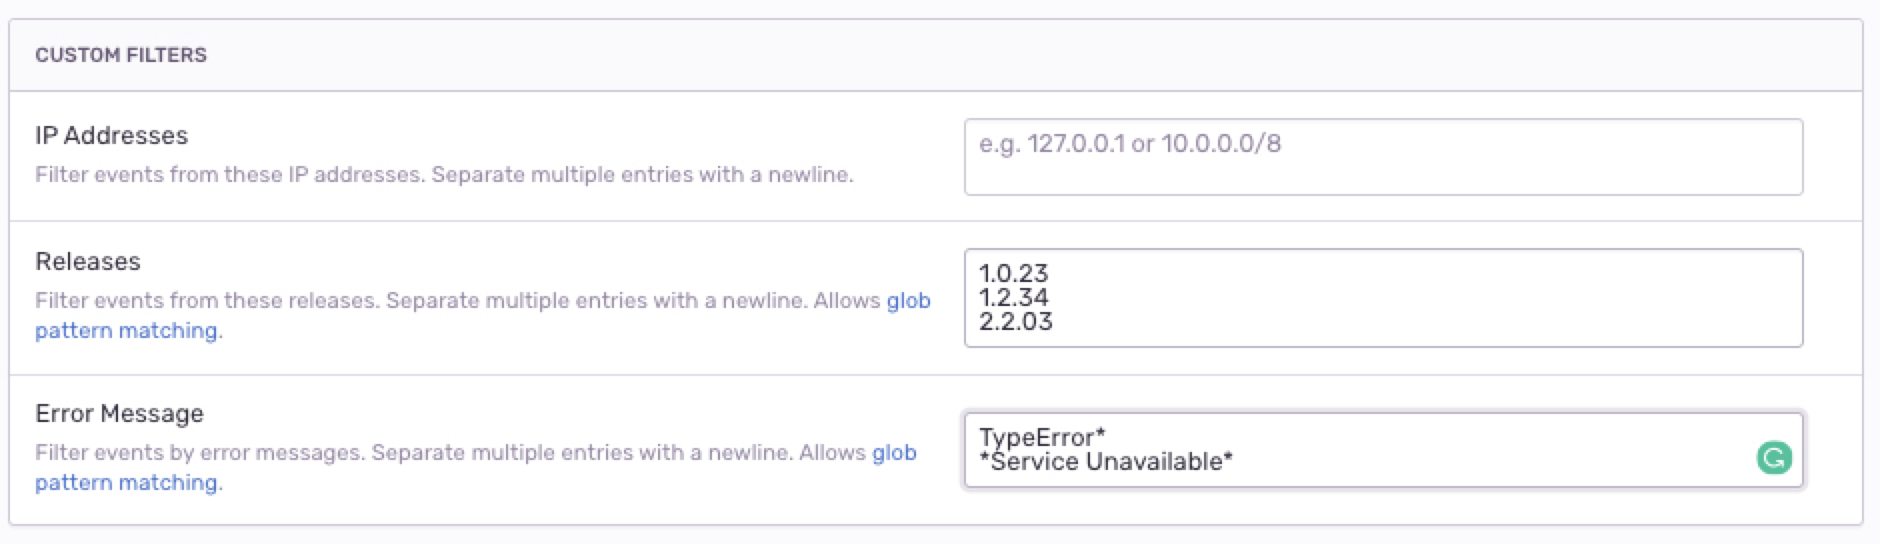 CUSTOM FILTERS
IP Addresses
Filter events from these IP addresses. Separate multiple entries with a newline.
e.g. 127.0.0.1 or 10.0.0.0/8
Releases
Filter events from these releases. Separate multiple entries with a newline. Allows glob
pattern matching.
1.0.23
1.2.34
2.2.03
Error Message
Filter events by error messages. Separate multiple entries with a newline. Allows glob
pattern matching.
TypeError*
*Service Unavailable*